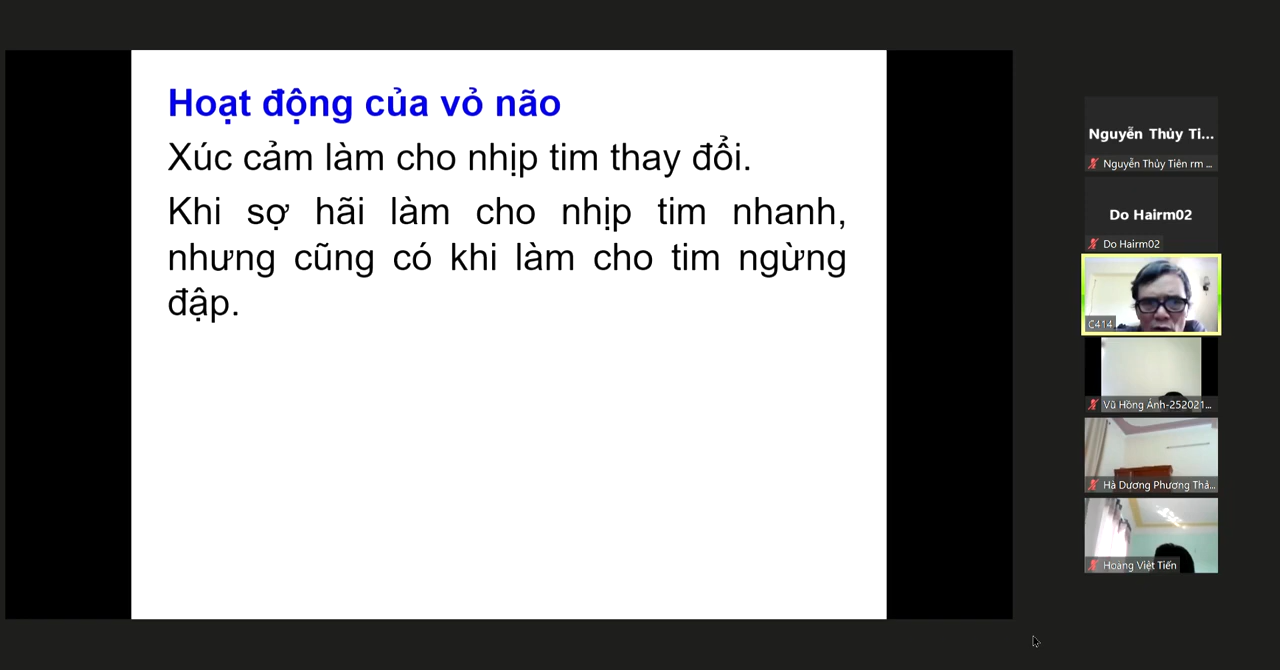 Hoạt động của vỏ não
Xúc cảm làm cho nhịp tim thay đổi.
Khi sợ hãi làm cho nhịp tim nhanh,
nhưng cũng có khi làm cho tim ngừng
đập.
Nguyễn Thủy Ti...
Nguyễn Thủy Tiên rm ...
Do Hairm02
Do Hairm02
C414
Vũ Hồng Ánh-252021...
Hà Dương Phương Thả...
Hoàng Việt Tiến